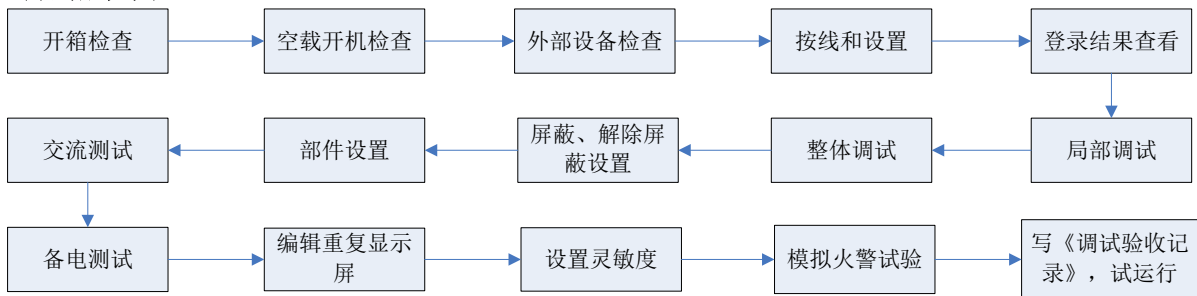 开箱检查
空载开机检查
外部设备检查
按线和设置
登录结果查看
局部调试
整体调试
屏蔽、解除屏
蔽设置
部件设置
交流测试
备电测试
编辑重复显示
屏
设置灵敏度
模拟火警试验
写《调试验收记
录》，试运行